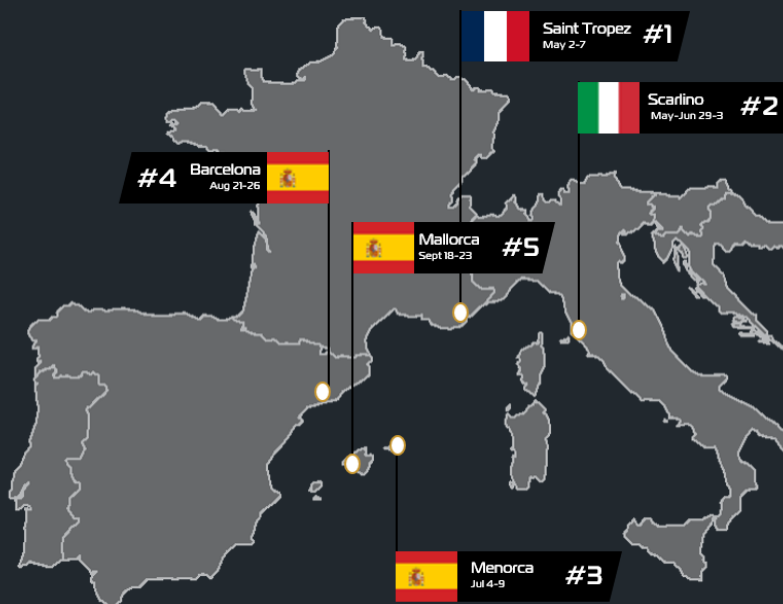 Saint Tropez #1
May 2-7
Scarlino #2
May-Jun 29-3
#4 Barcelona
Aug 21-26
Mallorca #5
Sept 18-23
Menorca #3
Jul 4-9